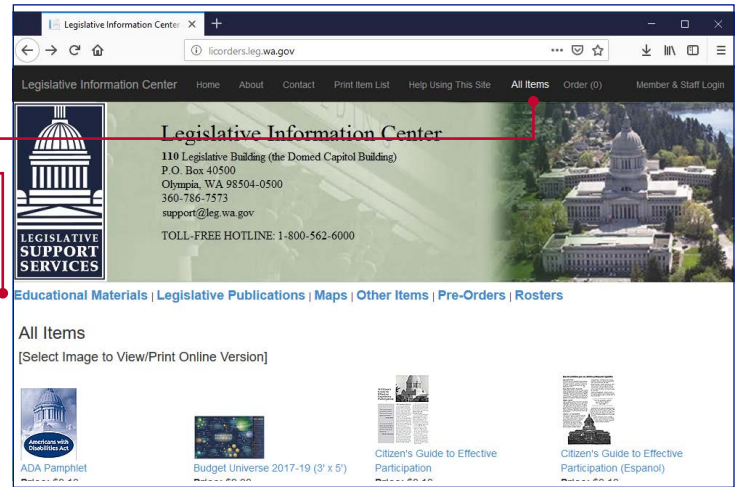 Legislative Information Center
licorders.leg.wa.gov
Legislative Information Center Home About Contact Print Item List Help Using This Site All Items Order (0) Member & Staff Login
Legislative Information Center
110 Legislative Building (the Domed Capitol Building)
P.O. Box 40500
Olympia, WA 98504-0500
360-786-7573
support@leg.wa.gov
TOLL-FREE HOTLINE: 1-800-562-6000
LEGISLATIVE
SUPPORT
SERVICES
Educational Materials | Legislative Publications | Maps | Other Items | Pre-Orders | Rosters
All Items
[Select Image to View/Print Online Version]
Americans with
Disabilities Act
ADA Pamphlet
Budget Universe 2017-19 (3' x 5')
Citizen's Guide to Effective
Participation
Citizen's Guide to Effective
Participation (Espanol)